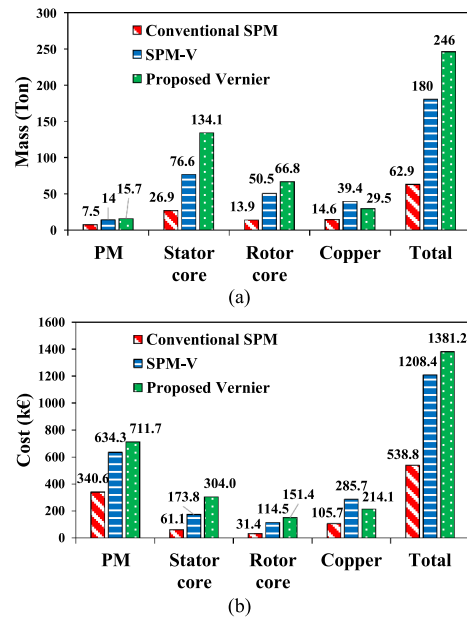 (a)
300
250
200
150
100
50
0
Mass (Ton)
Conventional SPM
SPM-V
Proposed Vernier
7.5 14 15.7
26.9 76.6 134.1
13.9 50.5 66.8
14.6 39.4 29.5
62.9 180 246
PM Stator core Rotor core Copper Total
(a)
1600
1400
1200
1000
800
600
400
200
0
Cost (k€)
Conventional SPM
SPM-V
Proposed Vernier
340.6 634.3 711.7
61.1 173.8 304.0
31.4 114.5 151.4
105.7 285.7 214.1
538.8 1208.4 1381.2
PM Stator core Rotor core Copper Total
(b)